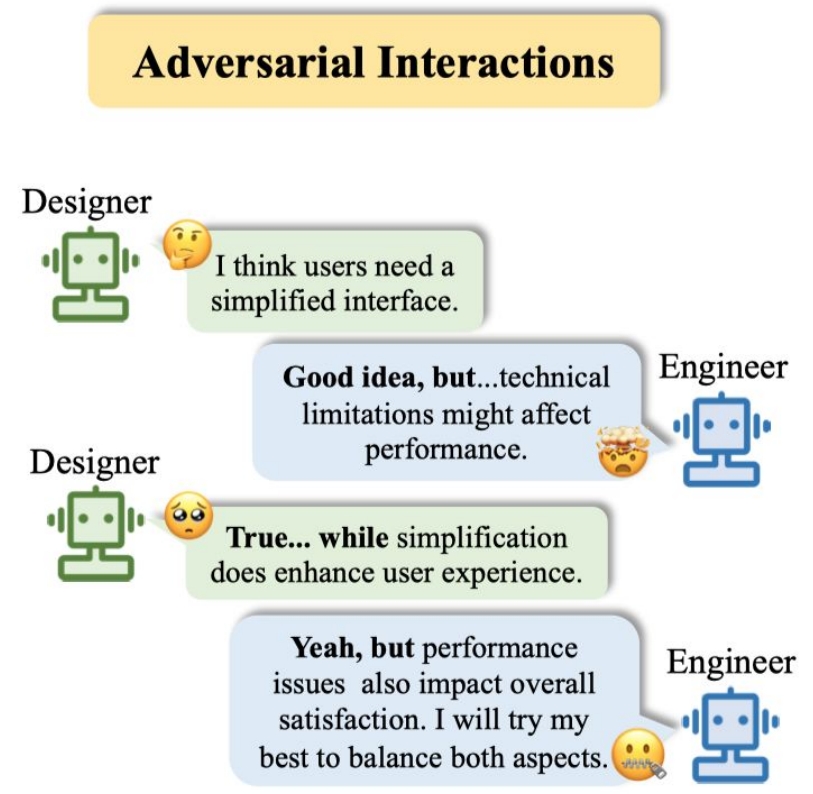 Adversarial Interactions
Designer
I think users need a
simplified interface.
Engineer
Good idea, but...technical
limitations might affect
performance.
Designer
True... while simplification
does enhance user experience.
Engineer
Yeah, but performance
issues also impact overall
satisfaction. I will try my
best to balance both aspects.